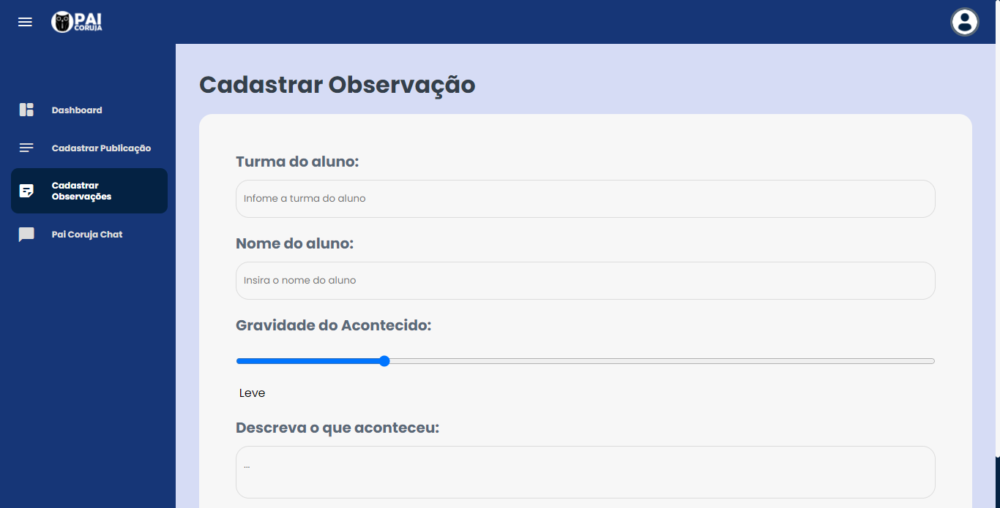 PAI
CORUJA
Dashboard
Cadastrar Publicação
Cadastrar
Observações
Pai Coruja Chat
Cadastrar Observação
Turma do aluno:
Infome a turma do aluno
Nome do aluno:
Insira o nome do aluno
Gravidade do Acontecido:
Leve
Descreva o que aconteceu:
...